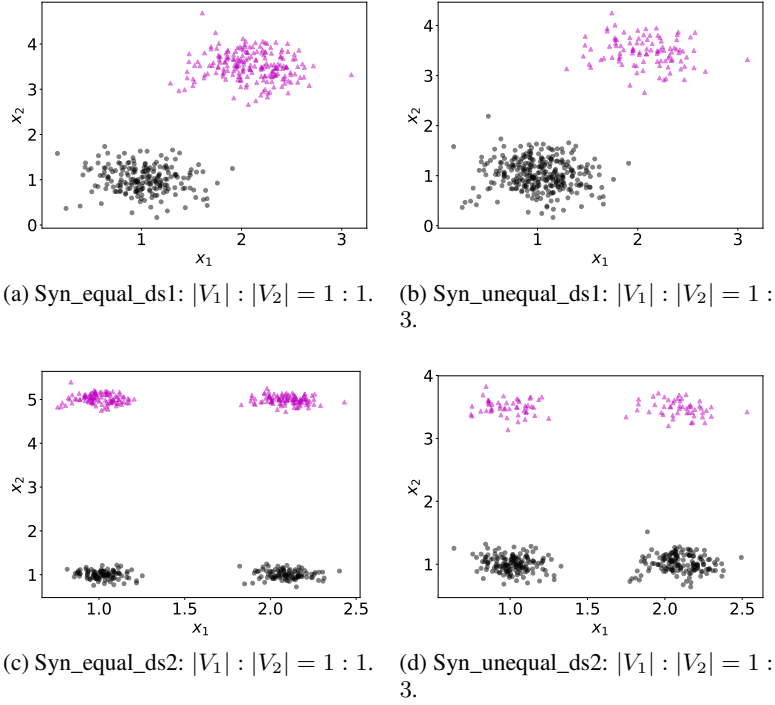 4
3
2
1
0
x₂
1
2
3
x₁
4
3
2
1
0
x₂
1
2
3
x₁
(a) Syn_equal_ds1: |V₁| : |V₂| = 1 : 1.
(b) Syn_unequal_ds1: |V₁| : |V₂| = 1 :
3.
5
4
3
2
1
x₂
1.0
1.5
2.0
2.5
x₁
4
3
2
1
x₂
1.0
1.5
2.0
2.5
x₁
(c) Syn_equal_ds2: |V₁| : |V₂| = 1 : 1.
(d) Syn_unequal_ds2: |V₁| : |V₂| = 1 :
3.